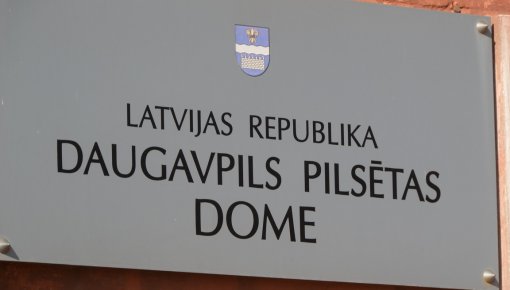 LATVIJAS REPUBLIKA
DAUGAVPILS PILSĒTAS
DOME